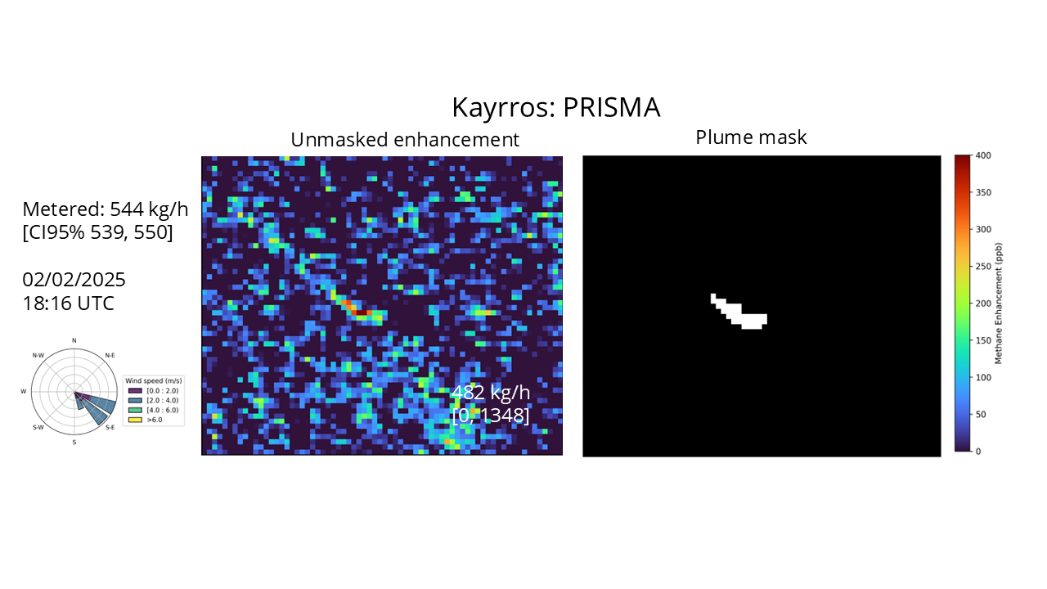 Kayrros: PRISMA
Unmasked enhancement
Plume mask
Metered: 544 kg/h
[CI95% 539, 550]
02/02/2025
18:16 UTC
N
N-W
N-E
W
S-W
S-E
S
Wind speed (m/s)
[0.0 : 2.0)
[2.0 : 4.0)
[4.0 : 6.0)
>6.0
482 kg/h
[0, 1348]
400
350
300
250
200
150
100
50
0
Methane Enhancement (ppb)